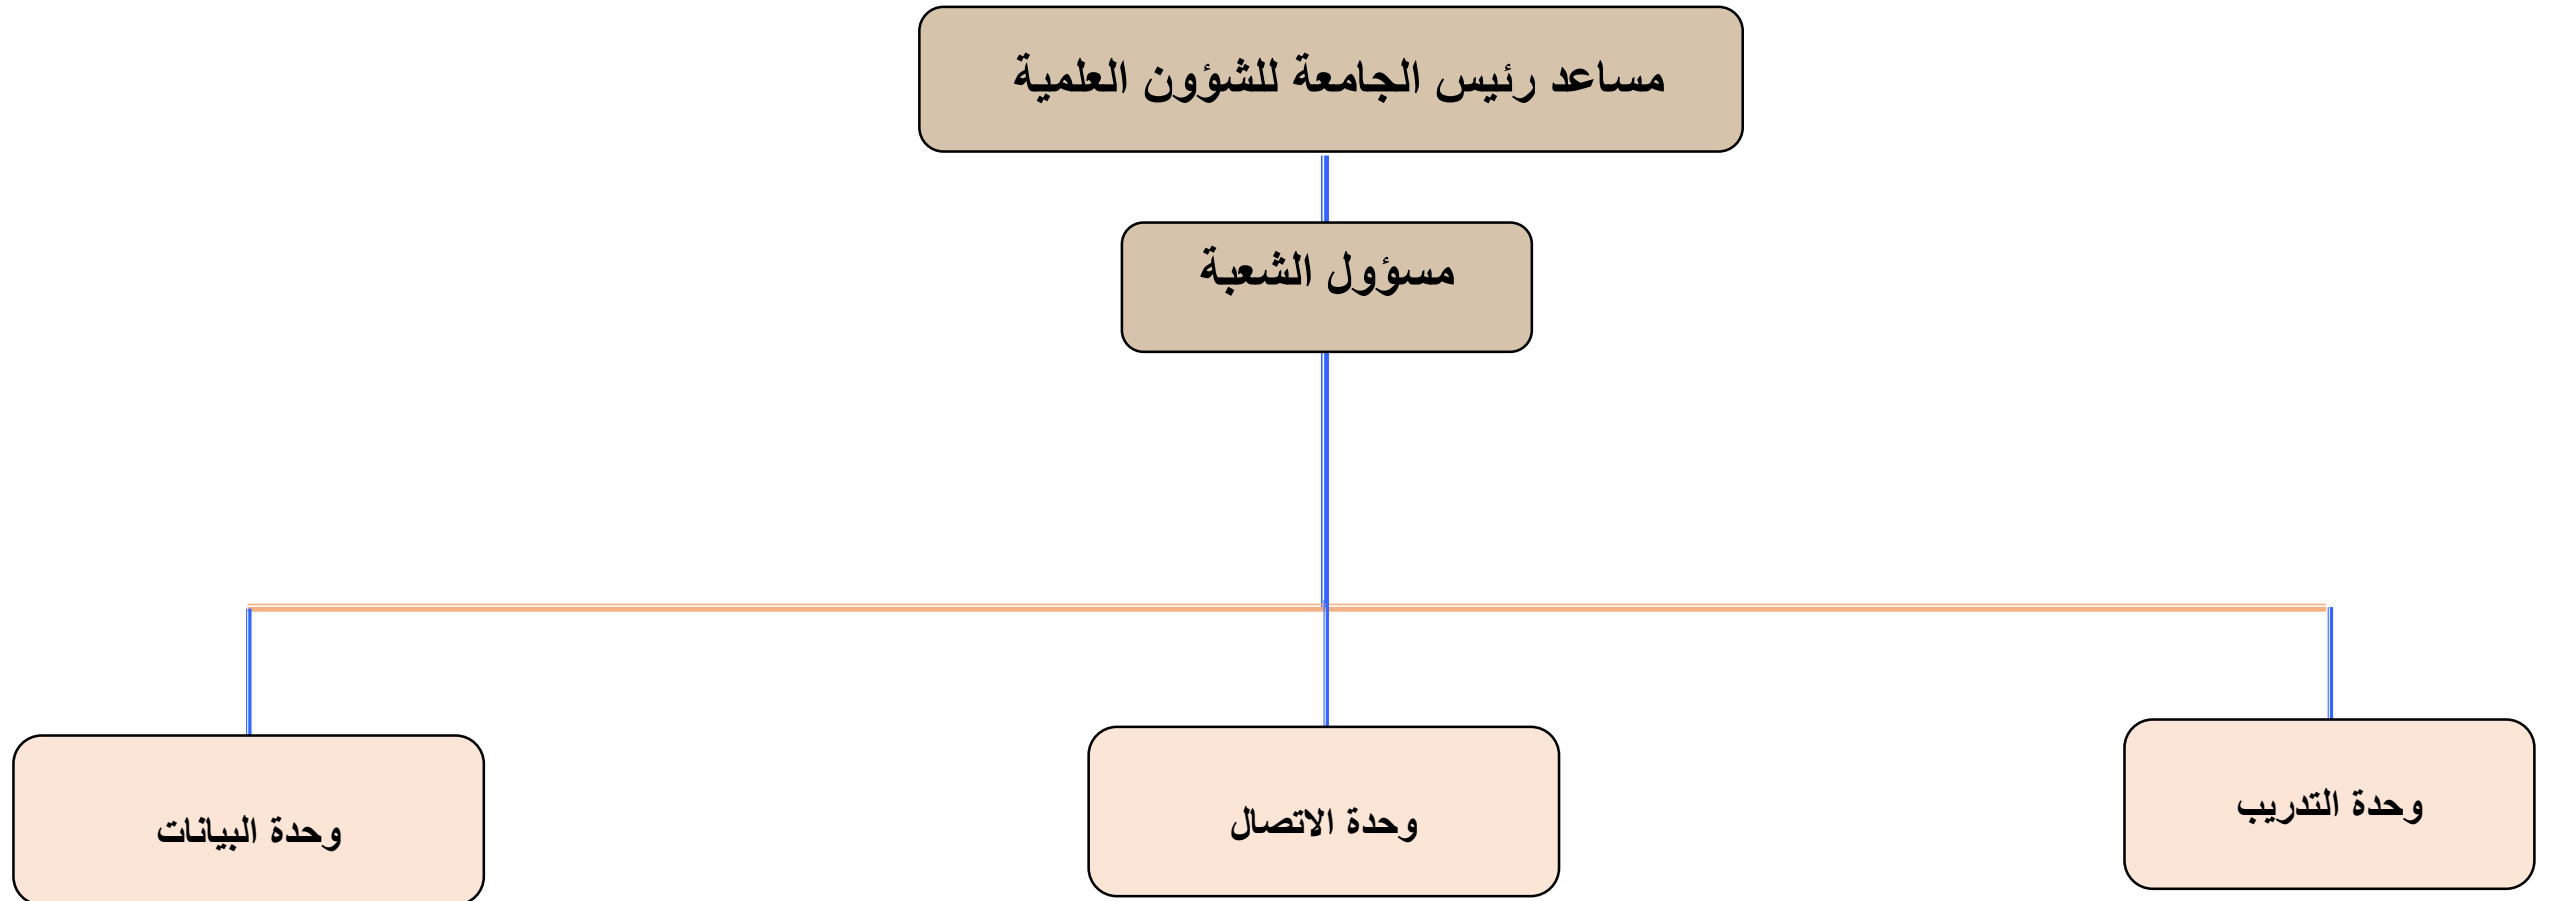 مساعد رئيس الجامعة للشؤون العلمية
مسؤول الشعبة
وحدة التدريب
وحدة الاتصال
وحدة البيانات